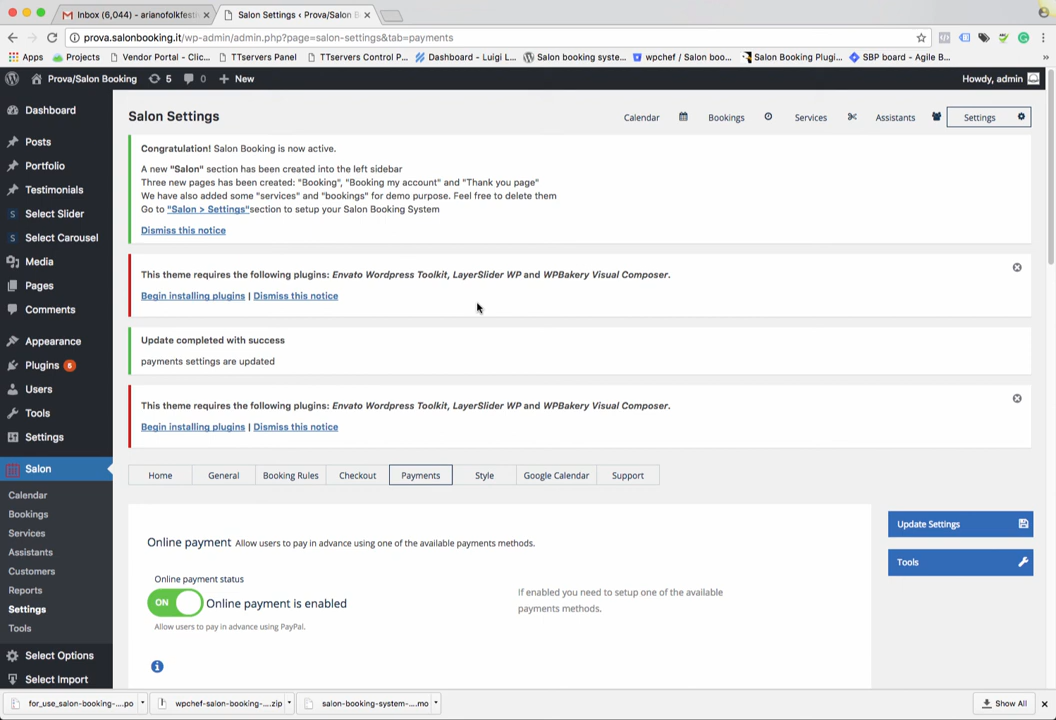 Inbox (6,044) - arianofolkfesti
Salon Settings ‹ Prova/Salon B
prova.salonbooking.it/wp-admin/admin.php?page=salon-settings&tab=payments
Apps
Projects
Vendor Portal - Clic...
TTservers Panel
TTservers Control P...
Dashboard - Luigi L...
Salon booking syste...
wpchef / Salon boo...
Salon Booking Plugi...
SBP board - Agile B...
»
Prova/Salon Booking
5
0
New
Howdy, admin
Dashboard
Posts
Portfolio
Testimonials
S Select Slider
S Select Carousel
Media
Pages
Comments
Appearance
Plugins 6
Users
Tools
Settings
Salon
Calendar
Bookings
Services
Assistants
Customers
Reports
Settings
Tools
Select Options
Select Import
Salon Settings
Calendar
Bookings
Services
Assistants
Settings
Congratulation! Salon Booking is now active.
A new "Salon" section has been created into the left sidebar
Three new pages has been created: "Booking", "Booking my account" and "Thank you page"
We have also added some "services" and "bookings" for demo purpose. Feel free to delete them
Go to "Salon > Settings"section to setup your Salon Booking System
Dismiss this notice
This theme requires the following plugins: Envato Wordpress Toolkit, LayerSlider WP and WPBakery Visual Composer.
Begin installing plugins | Dismiss this notice
Update completed with success
payments settings are updated
This theme requires the following plugins: Envato Wordpress Toolkit, LayerSlider WP and WPBakery Visual Composer.
Begin installing plugins | Dismiss this notice
Home
General
Booking Rules
Checkout
Payments
Style
Google Calendar
Support
Online payment Allow users to pay in advance using one of the available payments methods.
Online payment status
ON Online payment is enabled
Allow users to pay in advance using PayPal.
If enabled you need to setup one of the available
payments methods.
Update Settings
Tools
for_use_salon-booking-....po
wpchef-salon-booking-....zip
salon-booking-system-....mo
Show All